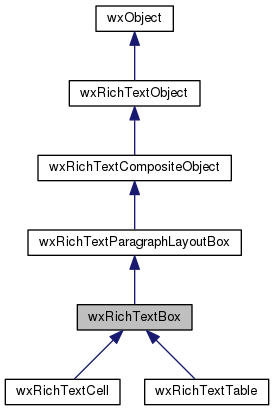 wxObject
wxRichTextObject
wxRichTextCompositeObject
wxRichTextParagraphLayoutBox
wxRichTextBox
wxRichTextCell
wxRichTextTable